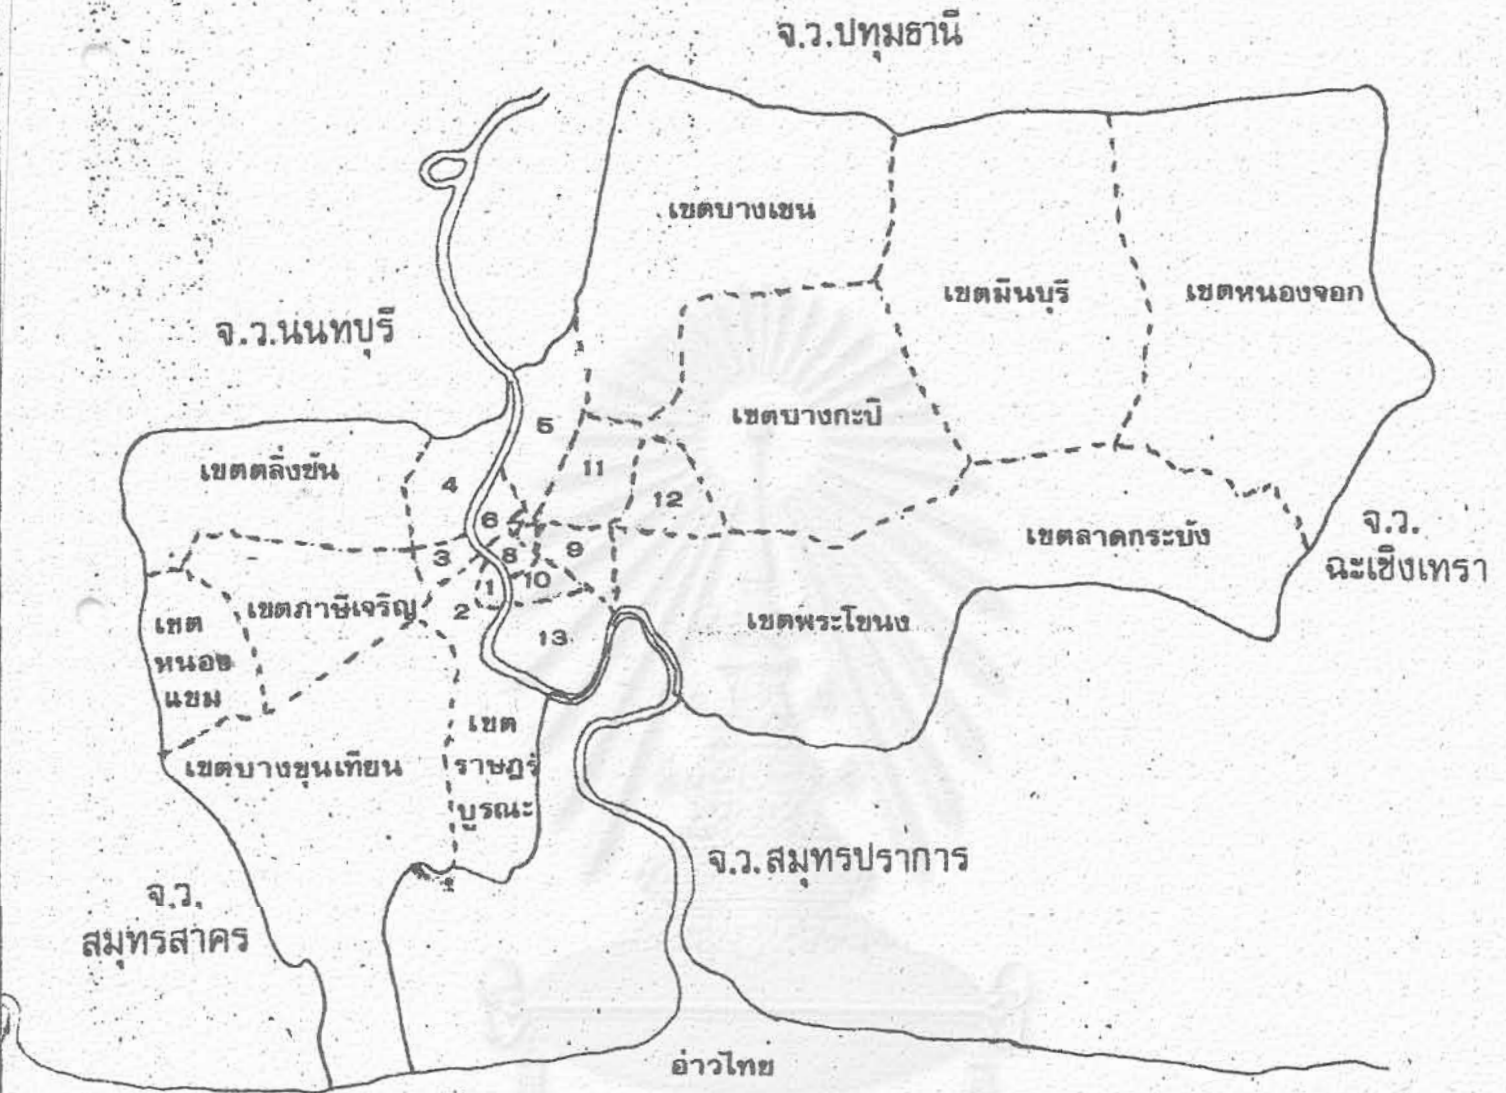 จ.ว.ปทุมธานี
เขตบางเขน
เขตมีนบุรี
เขตหนองจอก
จ.ว.นนทบุรี
เขตบางกะปิ
5
เขตตลิ่งชัน
11
4
12
6
จ.ว.
ฉะเชิงเทรา
เขตลาดกระบัง
3
8
9
10
1
2
เขตภาษีเจริญ
เขต
หนองแขม
13
เขตพระโขนง
เขต
ราษฎร์
บูรณะ
เขตบางขุนเทียน
จ.ว.สมุทรปราการ
จ.ว.
สมุทรสาคร
อ่าวไทย